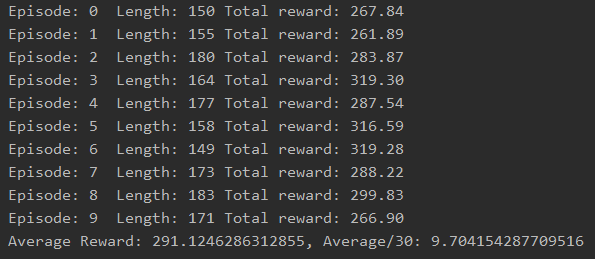 Episode: 0  Length: 150 Total reward: 267.84
Episode: 1  Length: 155 Total reward: 261.89
Episode: 2  Length: 180 Total reward: 283.87
Episode: 3  Length: 164 Total reward: 319.30
Episode: 4  Length: 177 Total reward: 287.54
Episode: 5  Length: 158 Total reward: 316.59
Episode: 6  Length: 149 Total reward: 319.28
Episode: 7  Length: 173 Total reward: 288.22
Episode: 8  Length: 183 Total reward: 299.83
Episode: 9  Length: 171 Total reward: 266.90
Average Reward: 291.1246286312855, Average/30: 9.704154287709516